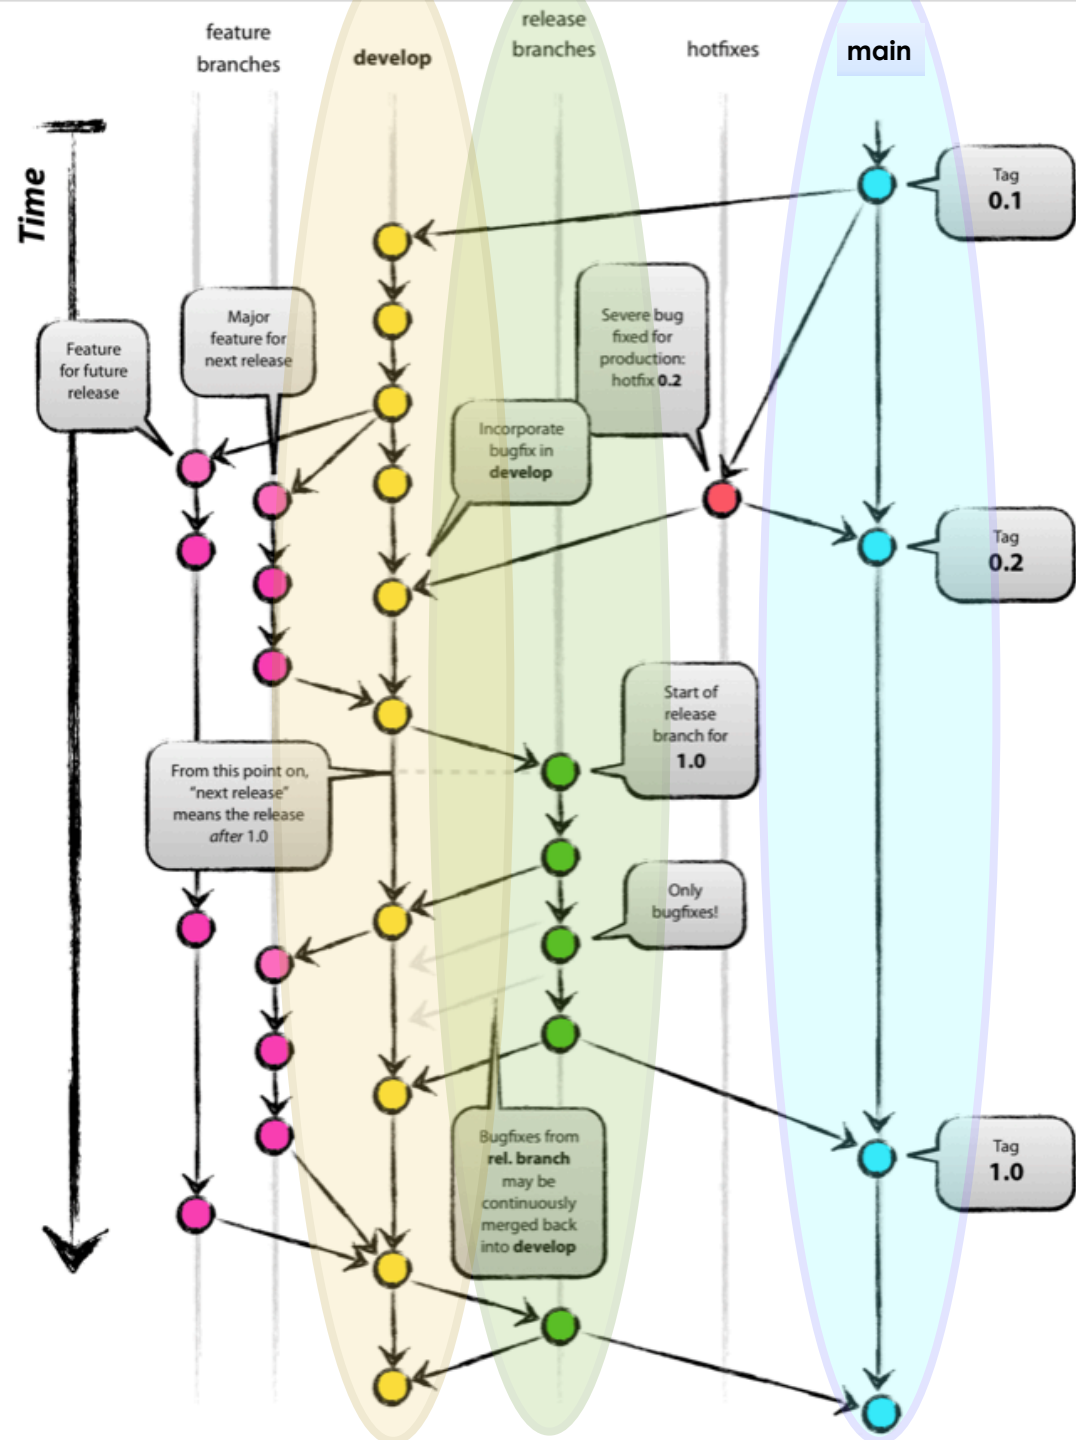 feature
branches
develop
release
branches
hotfixes
main
Time
Tag
0.1
Severe bug
fixed for
production:
hotfix 0.2
Major
feature for
next release
Feature
for future
release
Incorporate
bugfix in
develop
Tag
0.2
Start of
release
branch for
1.0
From this point on,
“next release”
means the release
after 1.0
Only
bugfixes!
Bugfixes from
rel. branch
may be
continuously
merged back
into develop
Tag
1.0